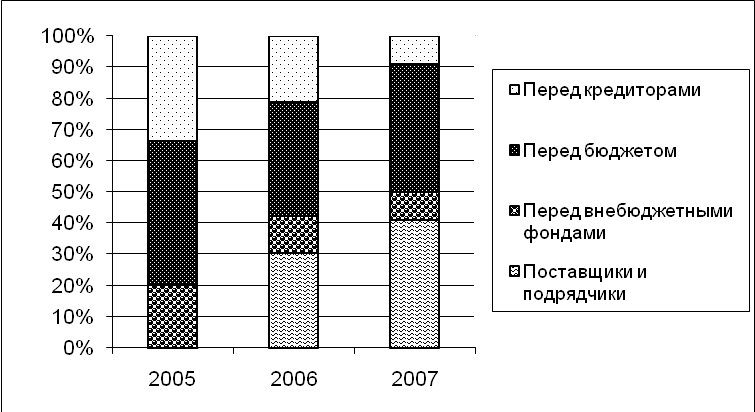 100%
90%
80%
70%
60%
50%
40%
30%
20%
10%
0%
2005 2006 2007
Перед кредиторами
Перед бюджетом
Перед внебюджетными
фондами
Поставщики и
подрядчики